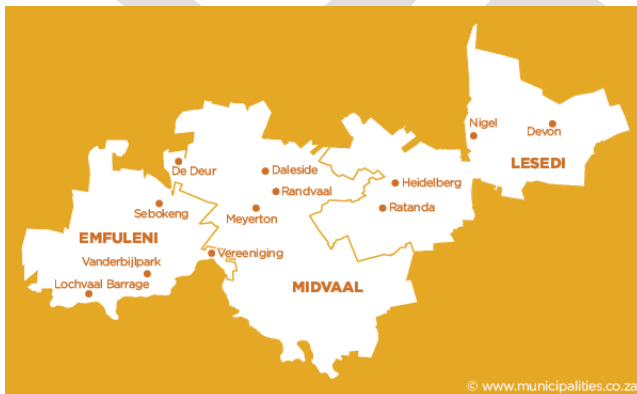 Nigel
Devon
LESEDI
De Deur
Daleside
Randvaal
Heidelberg
Ratanda
Sebokeng
Meyerton
EMFULENI
Vereeniging
Vanderbijlpark
Lochvaal Barrage
MIDVAAL
© www.municipalities.co.za